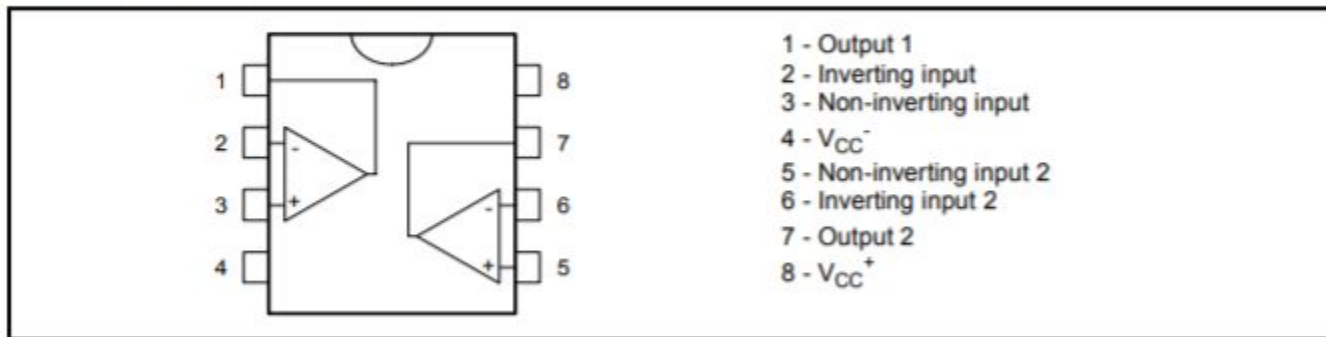 1
2
3
4
8
7
6
5
-
+
-
+
1 - Output 1
2 - Inverting input
3 - Non-inverting input
4 - VCC-
5 - Non-inverting input 2
6 - Inverting input 2
7 - Output 2
8 - VCC+